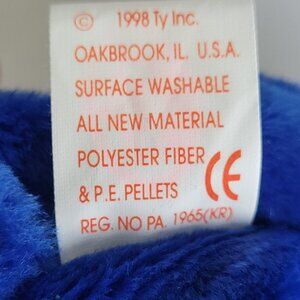 © 1998 Ty Inc.
OAKBROOK, IL. U.S.A.
SURFACE WASHABLE
ALL NEW MATERIAL
POLYESTER FIBER
& P.E. PELLETS CE
REG. NO PA. 1965(KR)